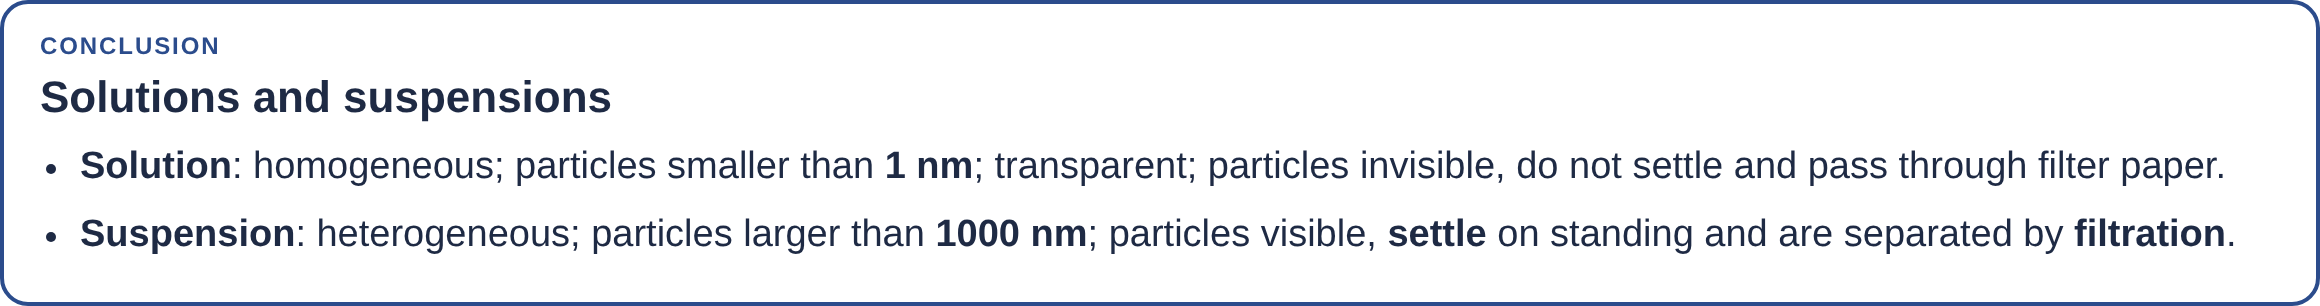 CONCLUSION
Solutions and suspensions
• Solution: homogeneous; particles smaller than 1 nm; transparent; particles invisible, do not settle and pass through filter paper.
• Suspension: heterogeneous; particles larger than 1000 nm; particles visible, settle on standing and are separated by filtration.